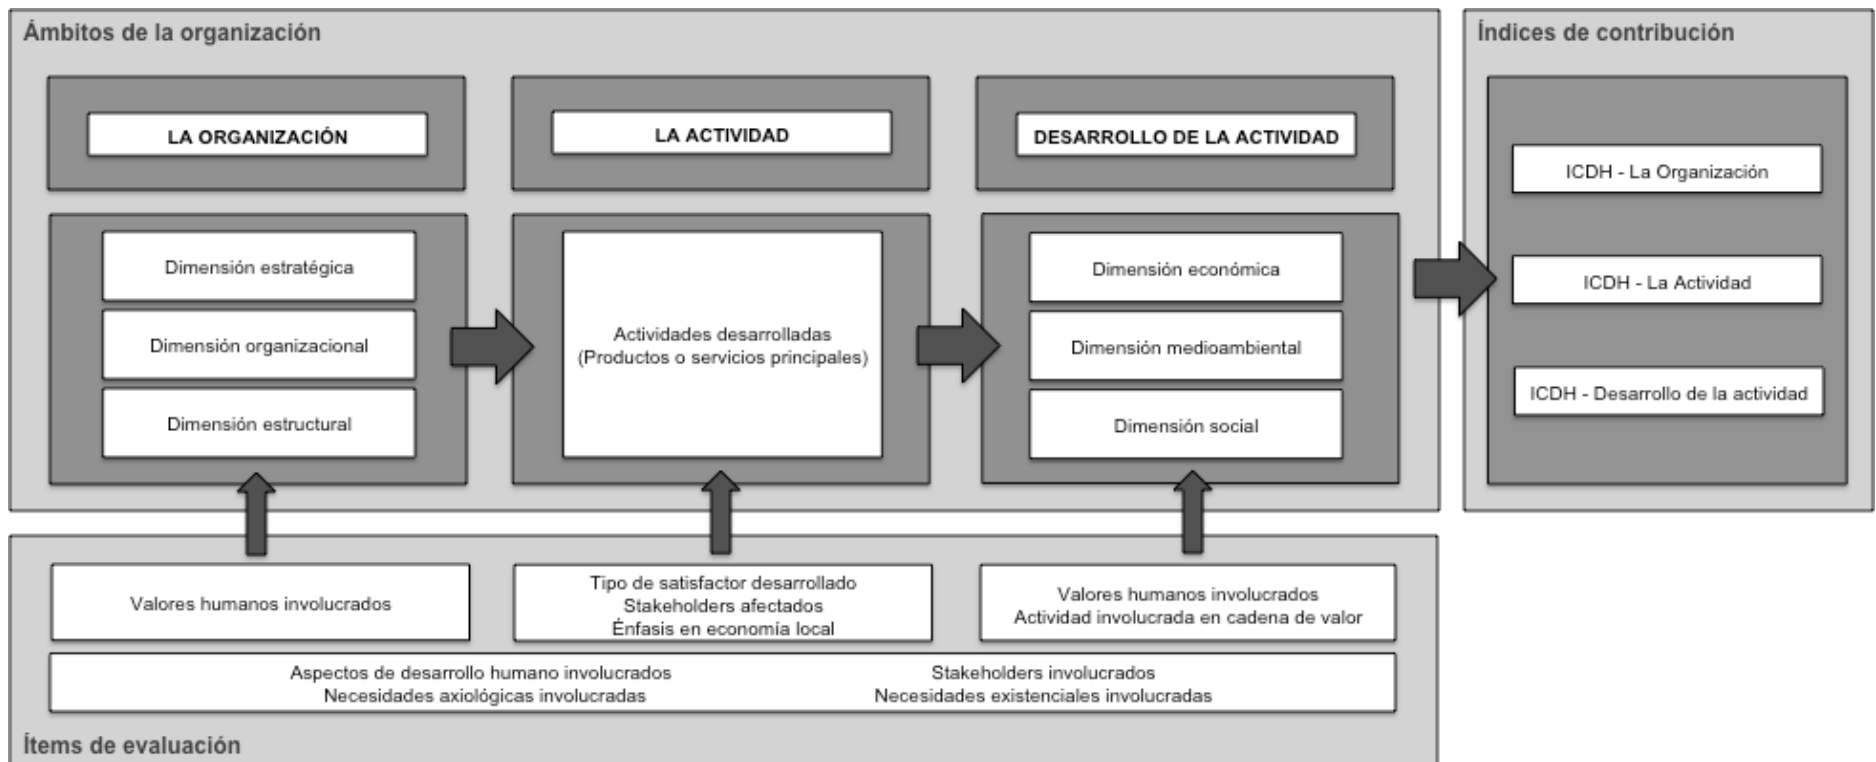 Ámbitos de la organización
LA ORGANIZACIÓN
LA ACTIVIDAD
DESARROLLO DE LA ACTIVIDAD
Dimensión estratégica
Dimensión organizacional
Dimensión estructural
Actividades desarrolladas
(Productos o servicios principales)
Dimensión económica
Dimensión medioambiental
Dimensión social
Índices de contribución
ICDH - La Organización
ICDH - La Actividad
ICDH - Desarrollo de la actividad
Valores humanos involucrados
Tipo de satisfactor desarrollado
Stakeholders afectados
Énfasis en economía local
Valores humanos involucrados
Actividad involucrada en cadena de valor
Aspectos de desarrollo humano involucrados
Necesidades axiológicas involucradas
Stakeholders involucrados
Necesidades existenciales involucradas
Ítems de evaluación